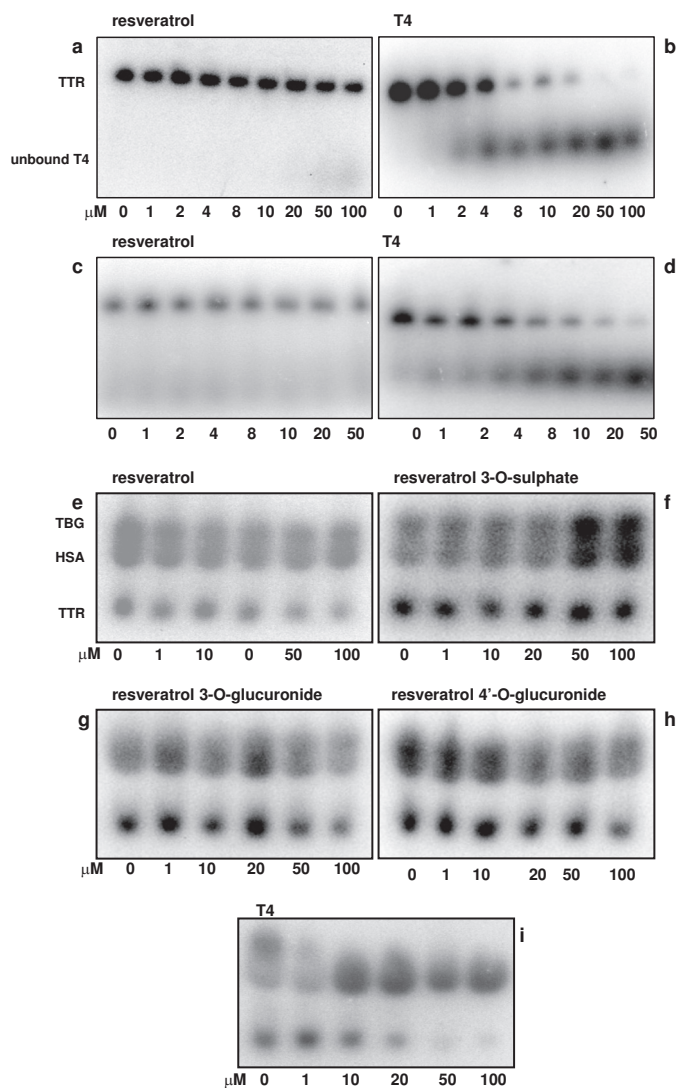 resveratrol T4
a b
TTR
unbound T4
μM 0 1 2 4 8 10 20 50 100 0 1 2 4 8 10 20 50 100
resveratrol T4
c d
0 1 2 4 8 10 20 50 0 1 2 4 8 10 20 50
resveratrol resveratrol 3-O-sulphate
e f
TBG
HSA
TTR
μM 0 1 10 0 50 100 0 1 10 20 50 100
resveratrol 3-O-glucuronide resveratrol 4'-O-glucuronide
g h
μM 0 1 10 20 50 100 0 1 10 20 50 100
T4
i
μM 0 1 10 20 50 100